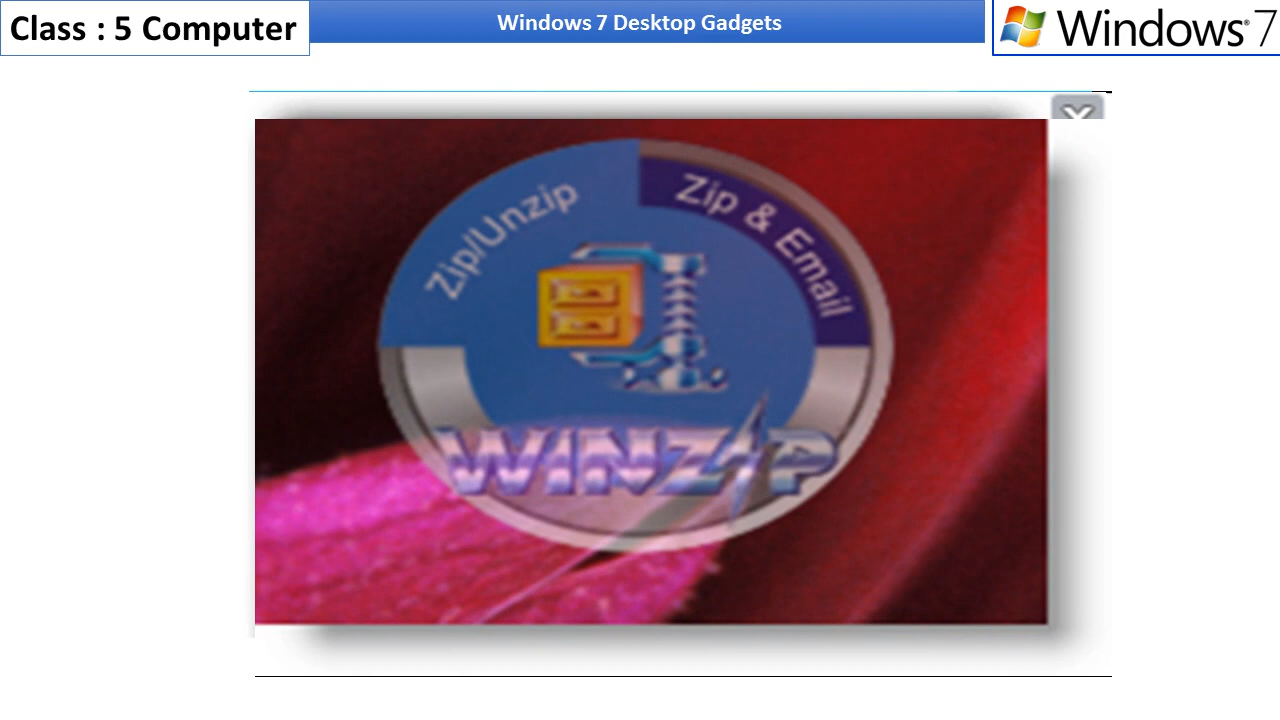 Class : 5 Computer
Windows 7 Desktop Gadgets
Windows® 7
Zip/Unzip
Zip & Email
WINZIP